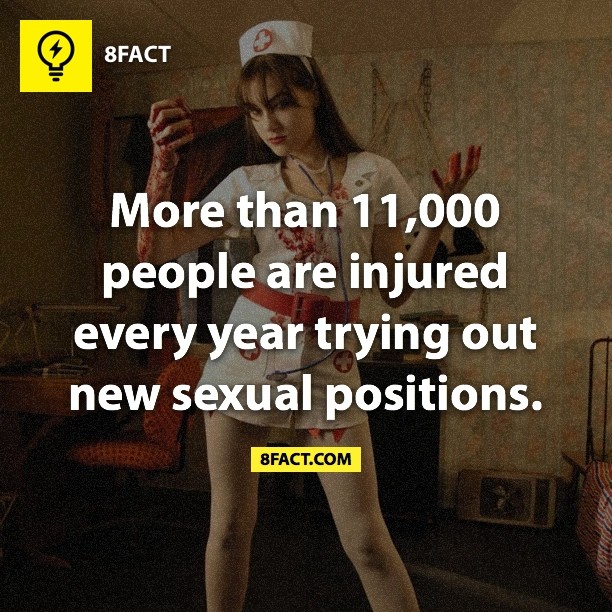 8FACT
More than 11,000
people are injured
every year trying out
new sexual positions.
8FACT.COM